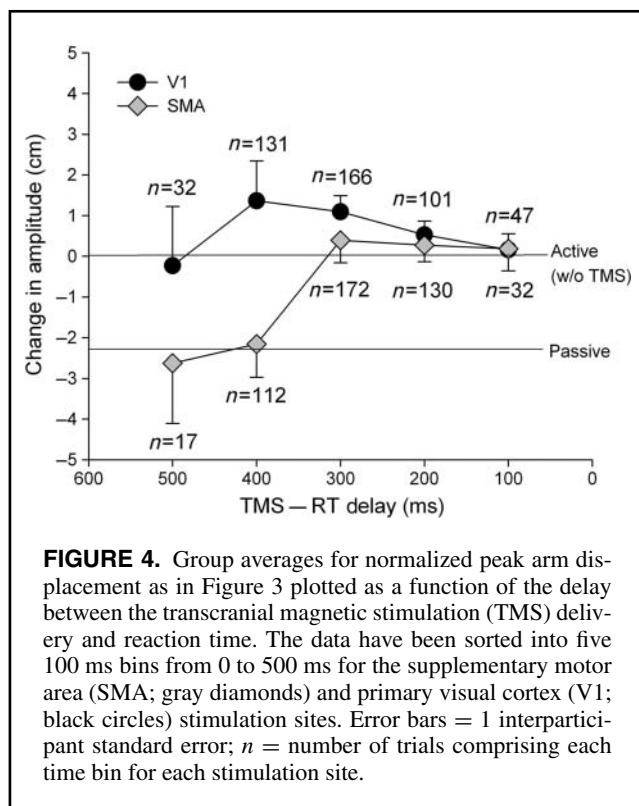 5
4
3
2
1
0
–1
–2
–3
–4
–5
Change in amplitude (cm)
V1
SMA
n=32
n=131
n=166
n=101
n=47
Active
(w/o TMS)
n=172
n=130
n=32
Passive
n=112
n=17
600 500 400 300 200 100 0
TMS — RT delay (ms)
FIGURE 4. Group averages for normalized peak arm dis-
placement as in Figure 3 plotted as a function of the delay
between the transcranial magnetic stimulation (TMS) deliv-
ery and reaction time. The data have been sorted into five
100 ms bins from 0 to 500 ms for the supplementary motor
area (SMA; gray diamonds) and primary visual cortex (V1;
black circles) stimulation sites. Error bars = 1 interpartici-
pant standard error; n = number of trials comprising each
time bin for each stimulation site.